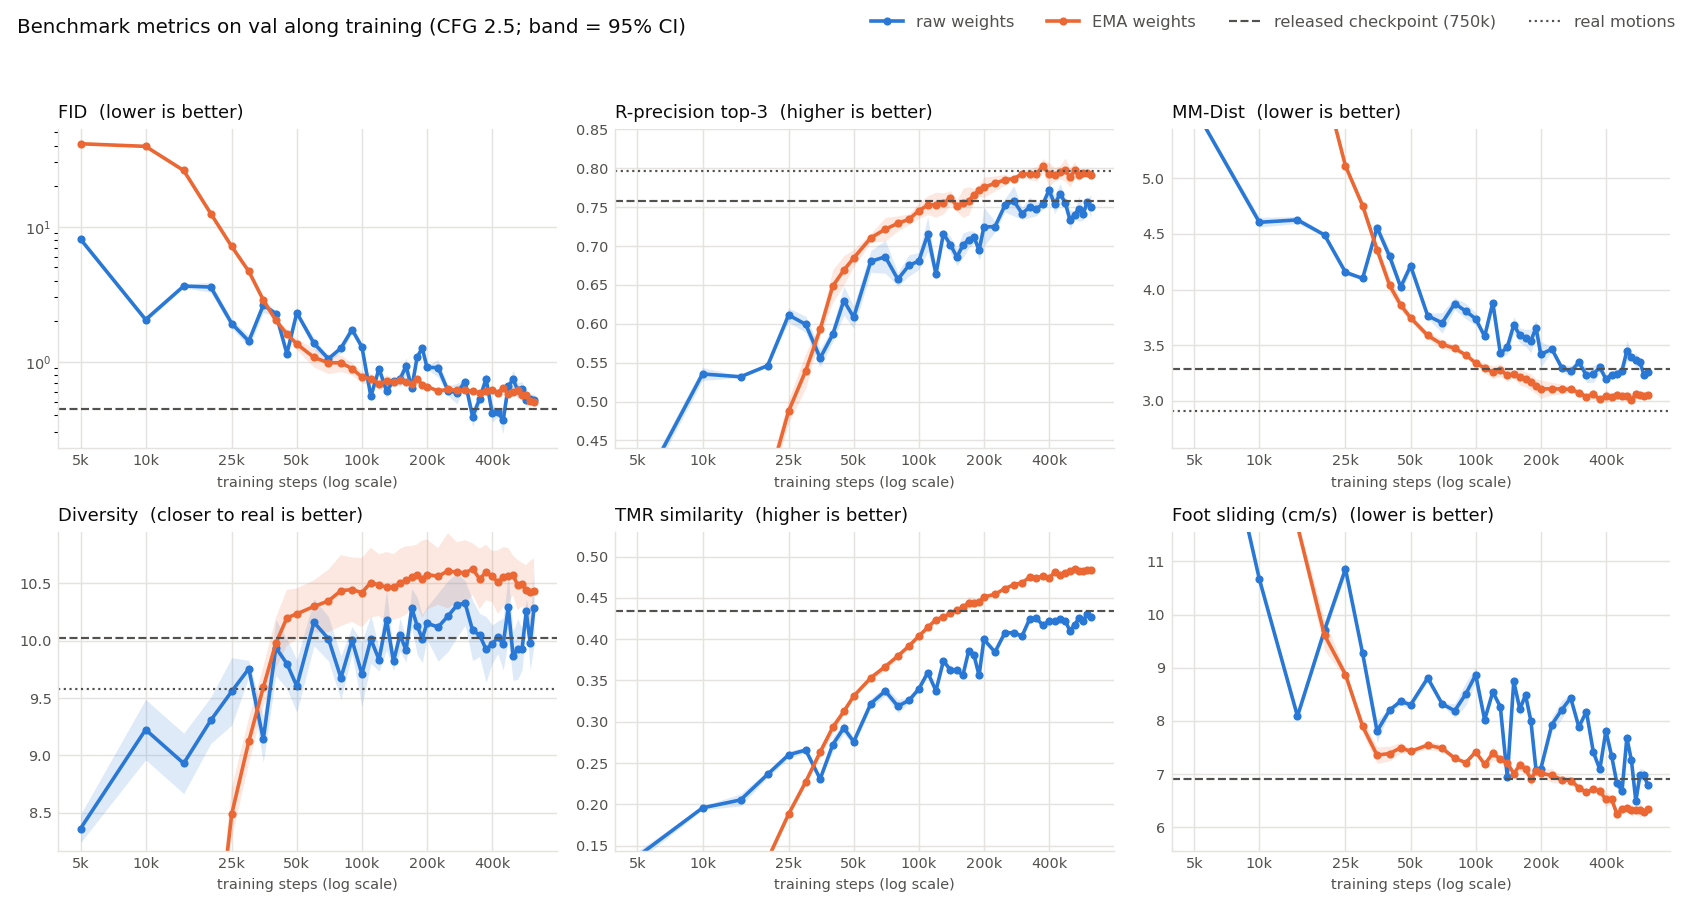 Benchmark metrics on val along training (CFG 2.5; band = 95% CI)
raw weights
EMA weights
released checkpoint (750k)
real motions
FID (lower is better)
10¹
10⁰
5k 10k 25k 50k 100k 200k 400k
training steps (log scale)
R-precision top-3 (higher is better)
0.85
0.80
0.75
0.70
0.65
0.60
0.55
0.50
0.45
5k 10k 25k 50k 100k 200k 400k
training steps (log scale)
MM-Dist (lower is better)
5.0
4.5
4.0
3.5
3.0
5k 10k 25k 50k 100k 200k 400k
training steps (log scale)
Diversity (closer to real is better)
10.5
10.0
9.5
9.0
8.5
5k 10k 25k 50k 100k 200k 400k
training steps (log scale)
TMR similarity (higher is better)
0.50
0.45
0.40
0.35
0.30
0.25
0.20
0.15
5k 10k 25k 50k 100k 200k 400k
training steps (log scale)
Foot sliding (cm/s) (lower is better)
11
10
9
8
7
6
5k 10k 25k 50k 100k 200k 400k
training steps (log scale)